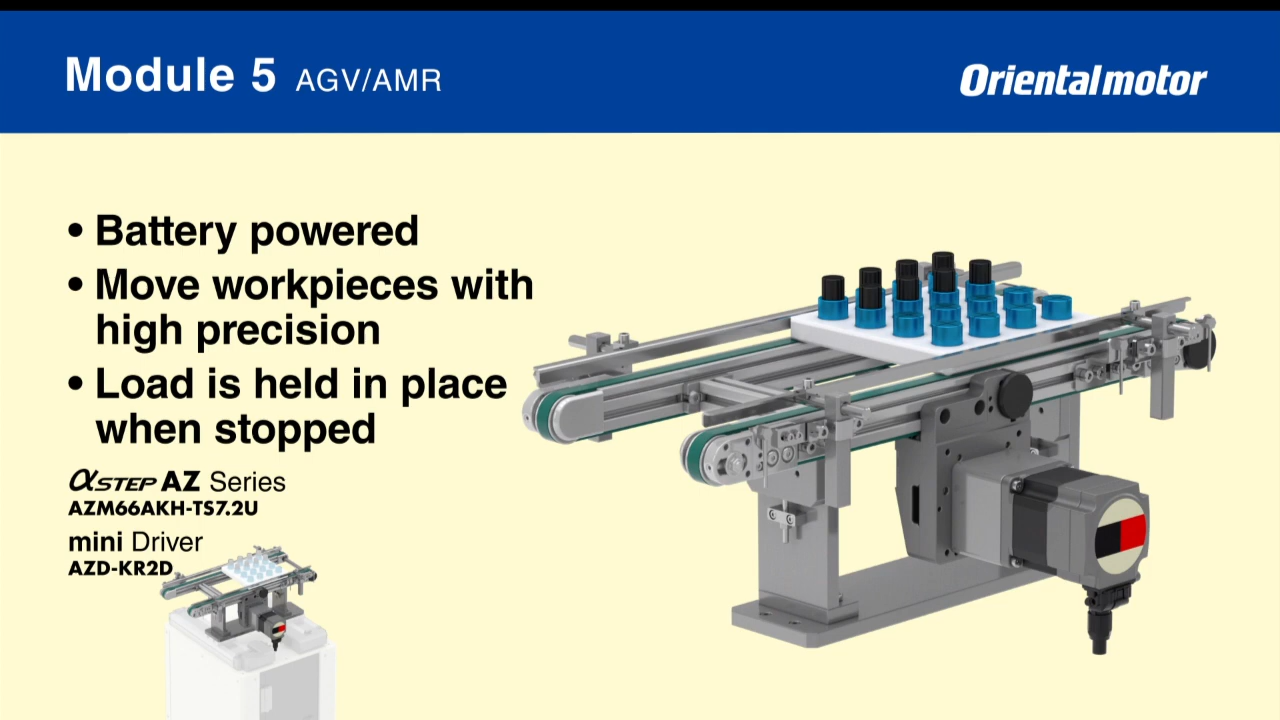 Module 5 AGV/AMR
Orientalmotor
• Battery powered
• Move workpieces with
high precision
• Load is held in place
when stopped
αSTEP AZ Series
AZM66AKH-TS7.2U
mini Driver
AZD-KR2D